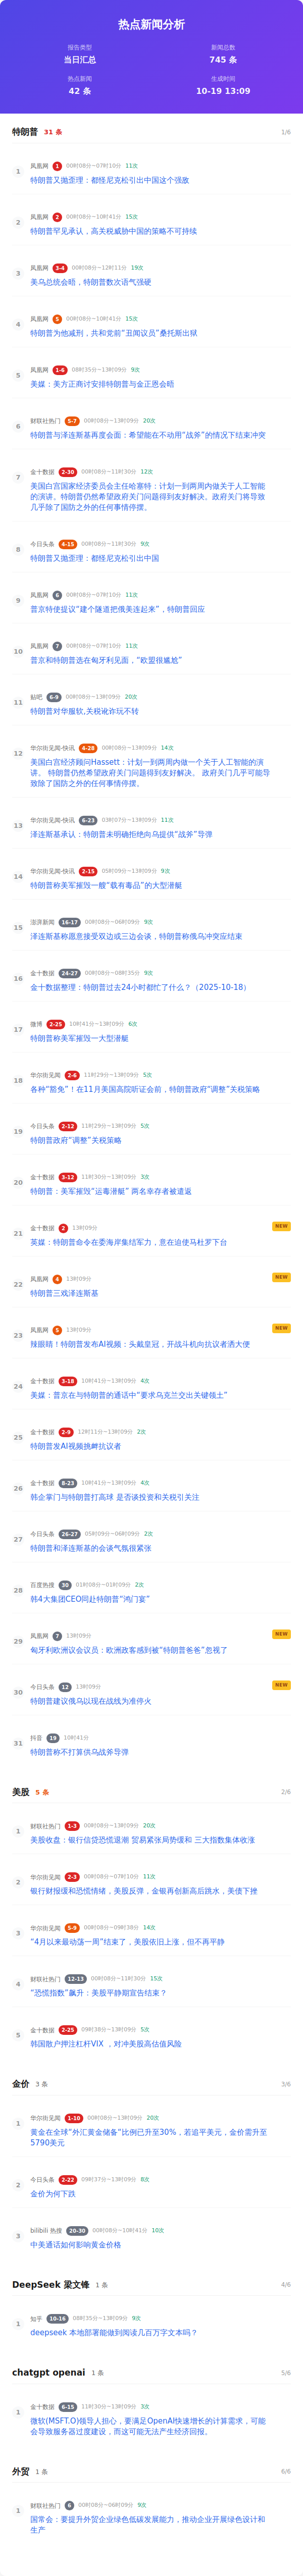 热点新闻分析
报告类型
新闻总数
当日汇总
745 条
热点新闻
生成时间
42 条
10-19 13:09
特朗普 31 条 1/6
1
凤凰网 1 00时08分~07时10分 11次
特朗普又抛歪理：都怪尼克松引出中国这个强敌
2
凤凰网 2 00时08分~10时41分 15次
特朗普罕见承认，高关税威胁中国的策略不可持续
3
凤凰网 3-4 00时08分~12时11分 19次
美乌总统会晤，特朗普数次语气强硬
4
凤凰网 5 00时08分~10时41分 15次
特朗普为他减刑，共和党前“丑闻议员”桑托斯出狱
5
凤凰网 1-6 08时35分~13时09分 9次
美媒：美方正商讨安排特朗普与金正恩会晤
6
财联社热门 5-7 00时08分~13时09分 20次
特朗普与泽连斯基再度会面：希望能在不动用“战斧”的情况下结束冲突
7
金十数据 2-30 00时08分~11时30分 12次
美国白宫国家经济委员会主任哈塞特：计划一到两周内做关于人工智能
的演讲。特朗普仍然希望政府关门问题得到友好解决。政府关门将导致
几乎除了国防之外的任何事情停摆。
8
今日头条 4-15 00时08分~11时30分 9次
特朗普又抛歪理：都怪尼克松引出中国
9
凤凰网 6 00时08分~07时10分 11次
普京特使提议“建个隧道把俄美连起来”，特朗普回应
10
凤凰网 7 00时08分~07时10分 11次
普京和特朗普选在匈牙利见面，“欧盟很尴尬”
11
贴吧 6-9 00时08分~13时09分 20次
特朗普对华服软,关税讹诈玩不转
12
华尔街见闻-快讯 4-28 00时08分~13时09分 14次
美国白宫经济顾问Hassett：计划一到两周内做一个关于人工智能的演
讲。 特朗普仍然希望政府关门问题得到友好解决。 政府关门几乎可能导
致除了国防之外的任何事情停摆。
13
华尔街见闻-快讯 6-23 03时07分~13时09分 11次
泽连斯基承认：特朗普未明确拒绝向乌提供“战斧”导弹
14
华尔街见闻-快讯 2-15 05时09分~13时09分 9次
特朗普称美军摧毁一艘“载有毒品”的大型潜艇
15
澎湃新闻 16-17 00时08分~06时09分 9次
泽连斯基称愿意接受双边或三边会谈，特朗普称俄乌冲突应结束
16
金十数据 24-27 00时08分~08时35分 9次
金十数据整理：特朗普过去24小时都忙了什么？（2025-10-18）
17
微博 2-25 10时41分~13时09分 6次
特朗普称美军摧毁一大型潜艇
18
华尔街见闻 2-6 11时29分~13时09分 5次
各种“豁免”！在11月美国高院听证会前，特朗普政府“调整”关税策略
19
今日头条 2-12 11时29分~13时09分 5次
特朗普政府“调整”关税策略
20
金十数据 3-12 11时30分~13时09分 3次
特朗普：美军摧毁“运毒潜艇” 两名幸存者被遣返
21
金十数据 2 13时09分 NEW
英媒：特朗普命令在委海岸集结军力，意在迫使马杜罗下台
22
凤凰网 4 13时09分 NEW
特朗普三戏泽连斯基
23
凤凰网 5 13时09分 NEW
辣眼睛！特朗普发布AI视频：头戴皇冠，开战斗机向抗议者洒大便
24
金十数据 3-18 10时41分~13时09分 4次
美媒：普京在与特朗普的通话中“要求乌克兰交出关键领土”
25
金十数据 2-9 12时11分~13时09分 2次
特朗普发AI视频挑衅抗议者
26
金十数据 8-23 10时41分~13时09分 4次
韩企掌门与特朗普打高球 是否谈投资和关税引关注
27
今日头条 26-27 05时09分~06时09分 2次
特朗普和泽连斯基的会谈气氛很紧张
28
百度热搜 30 01时08分~01时09分 2次
韩4大集团CEO同赴特朗普“鸿门宴”
29
凤凰网 7 13时09分 NEW
匈牙利欧洲议会议员：欧洲政客感到被“特朗普爸爸”忽视了
30
今日头条 12 13时09分 NEW
特朗普建议俄乌以现在战线为准停火
31
抖音 19 10时41分
特朗普称不打算供乌战斧导弹
美股 5 条 2/6
1
财联社热门 1-3 00时08分~13时09分 20次
美股收盘：银行信贷恐慌退潮 贸易紧张局势缓和 三大指数集体收涨
2
华尔街见闻 2-3 00时08分~07时10分 11次
银行财报缓和恐慌情绪，美股反弹，金银再创新高后跳水，美债下挫
3
华尔街见闻 5-9 00时08分~09时38分 14次
“4月以来最动荡一周”结束了，美股依旧上涨，但不再平静
4
财联社热门 12-13 00时08分~11时30分 15次
“恐慌指数”飙升：美股平静期宣告结束？
5
金十数据 2-25 09时38分~13时09分 5次
韩国散户押注杠杆VIX ，对冲美股高估值风险
金价 3 条 3/6
1
华尔街见闻 1-10 00时08分~13时09分 20次
黄金在全球“外汇黄金储备”比例已升至30%，若追平美元，金价需升至
5790美元
2
今日头条 2-22 09时37分~13时09分 8次
金价为何下跌
3
bilibili 热搜 20-30 00时08分~10时41分 10次
中美通话如何影响黄金价格
DeepSeek 梁文锋 1 条 4/6
1
知乎 10-16 08时35分~13时09分 9次
deepseek 本地部署能做到阅读几百万字文本吗？
chatgpt openai 1 条 5/6
1
金十数据 6-15 11时30分~13时09分 3次
微软(MSFT.O)领导人担心，要满足OpenAI快速增长的计算需求，可能
会导致服务器过度建设，而这可能无法产生经济回报。
外贸 1 条 6/6
1
财联社热门 6 00时08分~06时09分 9次
国常会：要提升外贸企业绿色低碳发展能力，推动企业开展绿色设计和
生产